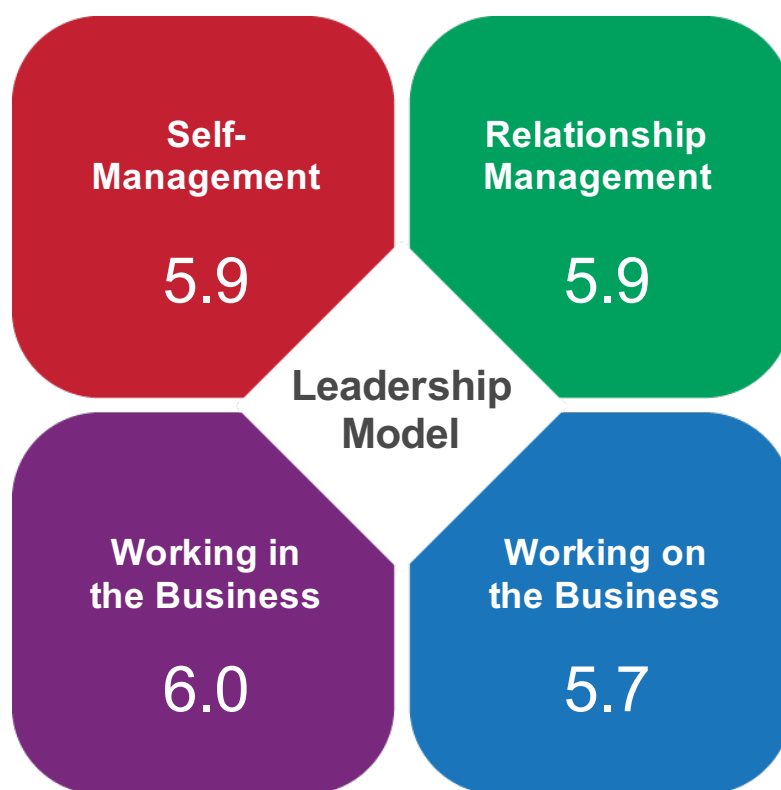 Self-
Management
5.9
Relationship
Management
5.9
Leadership
Model
Working in
the Business
6.0
Working on
the Business
5.7